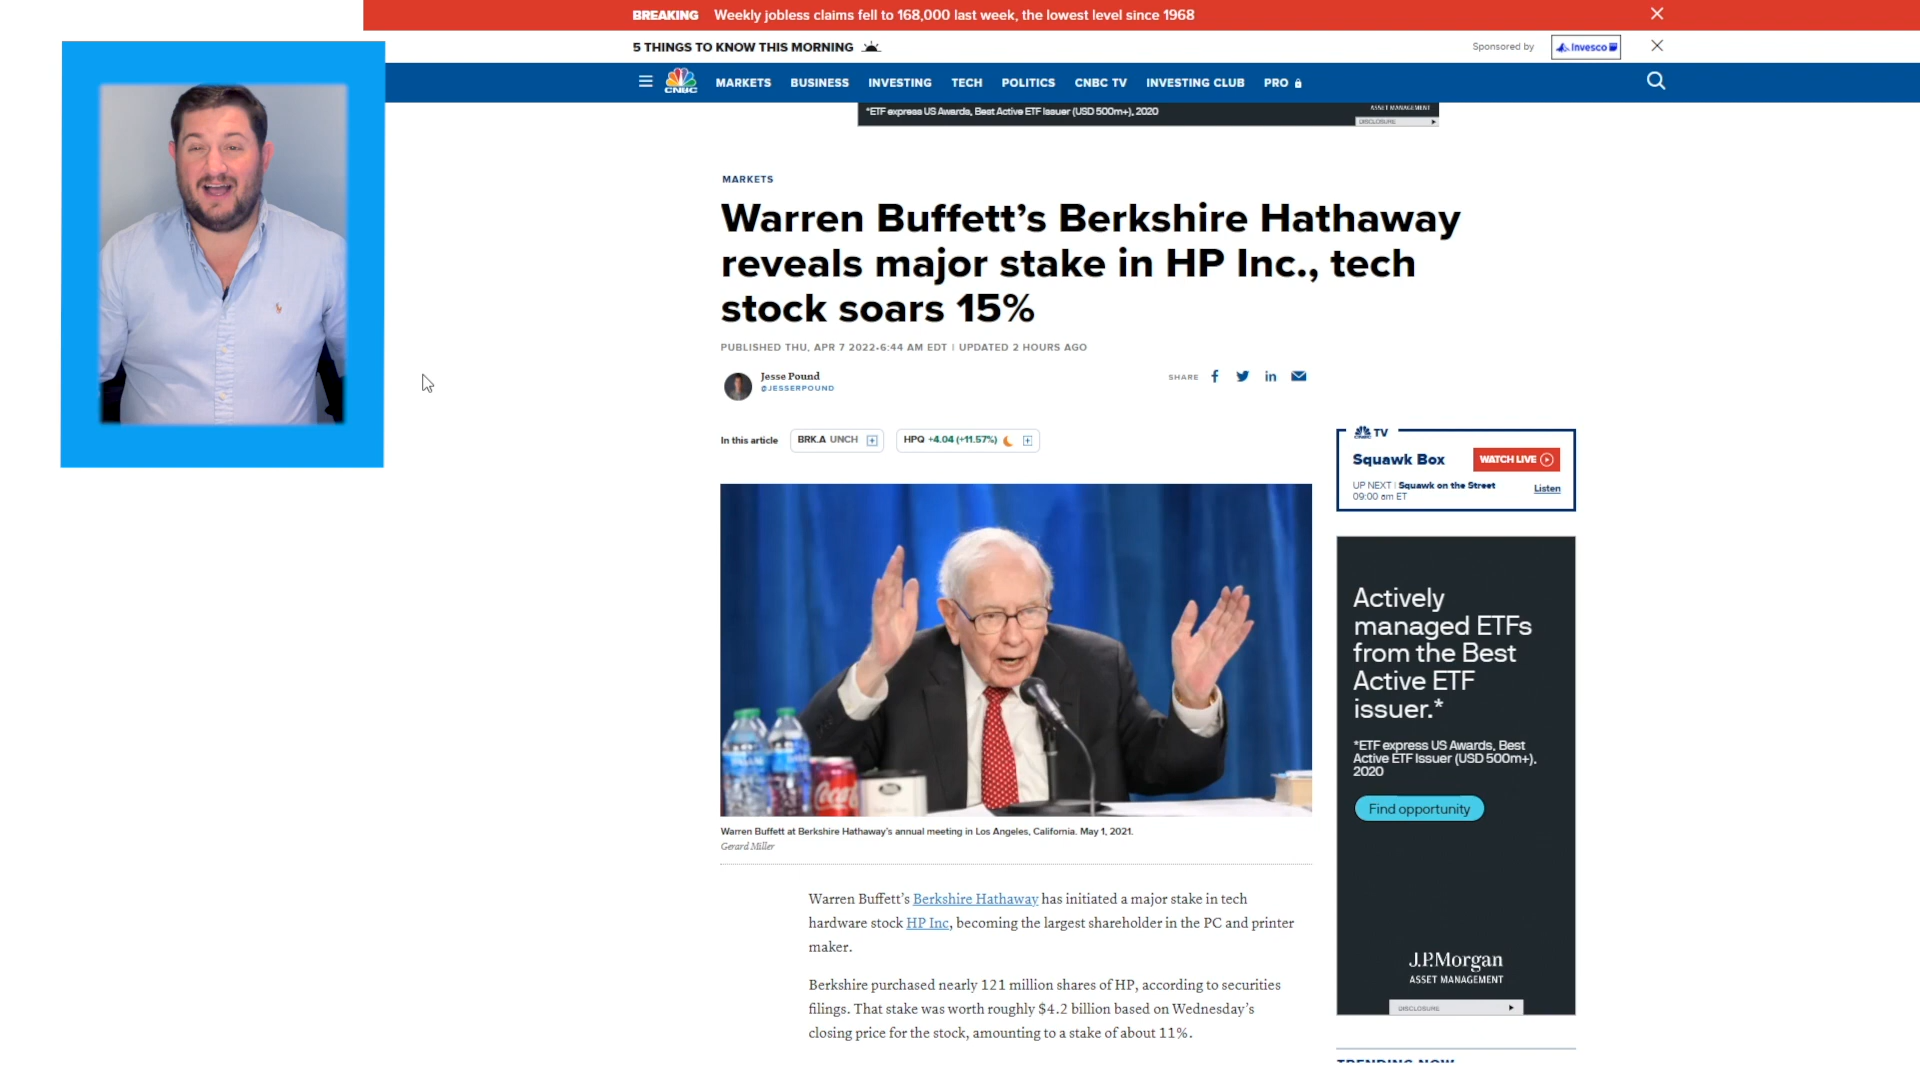 BREAKING Weekly jobless claims fell to 168,000 last week, the lowest level since 1968
5 THINGS TO KNOW THIS MORNING
Sponsored by
Invesco
CNBC
MARKETS BUSINESS INVESTING TECH POLITICS CNBC TV INVESTING CLUB PRO
*ETF express US Awards, Best Active ETF Issuer (USD 500m+), 2020
ASSET MANAGEMENT
DISCLOSURE
MARKETS
Warren Buffett’s Berkshire Hathaway
reveals major stake in HP Inc., tech
stock soars 15%
PUBLISHED THU, APR 7 2022•6:44 AM EDT | UPDATED 2 HOURS AGO
Jesse Pound
@JESSERPOUND
SHARE
In this article
BRK.A UNCH
HPQ +4.04 (+11.57%)
TV
Squawk Box
WATCH LIVE
UP NEXT | Squawk on the Street
09:00 am ET
Listen
Coca
Warren Buffett at Berkshire Hathaway’s annual meeting in Los Angeles, California. May 1, 2021.
Gerard Miller
Warren Buffett’s Berkshire Hathaway has initiated a major stake in tech
hardware stock HP Inc, becoming the largest shareholder in the PC and printer
maker.
Berkshire purchased nearly 121 million shares of HP, according to securities
filings. That stake was worth roughly $4.2 billion based on Wednesday’s
closing price for the stock, amounting to a stake of about 11%.
Actively
managed ETFs
from the Best
Active ETF
issuer.*
*ETF express US Awards, Best
Active ETF Issuer (USD 500m+),
2020
Find opportunity
J.P.Morgan
ASSET MANAGEMENT
DISCLOSURE
TRENDING NOW